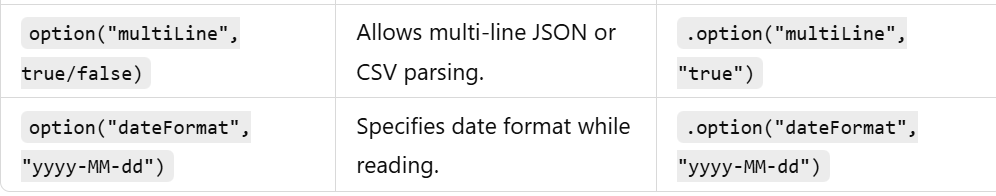 option("multiLine",
true/false)
Allows multi-line JSON or
CSV parsing.
.option("multiLine",
"true")
option("dateFormat",
"yyyy-MM-dd")
Specifies date format while
reading.
.option("dateFormat",
"yyyy-MM-dd")